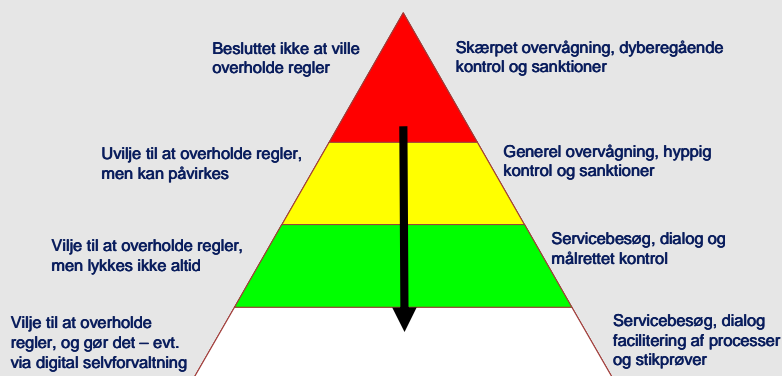 Besluttet ikke at ville
overholde regler
Skærpet overvågning, dyberegående
kontrol og sanktioner
Uvilje til at overholde regler,
men kan påvirkes
Generel overvågning, hyppig
kontrol og sanktioner
Vilje til at overholde regler,
men lykkes ikke altid
Servicebesøg, dialog og
målrettet kontrol
Vilje til at overholde
regler, og gør det – evt.
via digital selvforvaltning
Servicebesøg, dialog
facilitering af processer
og stikprøver